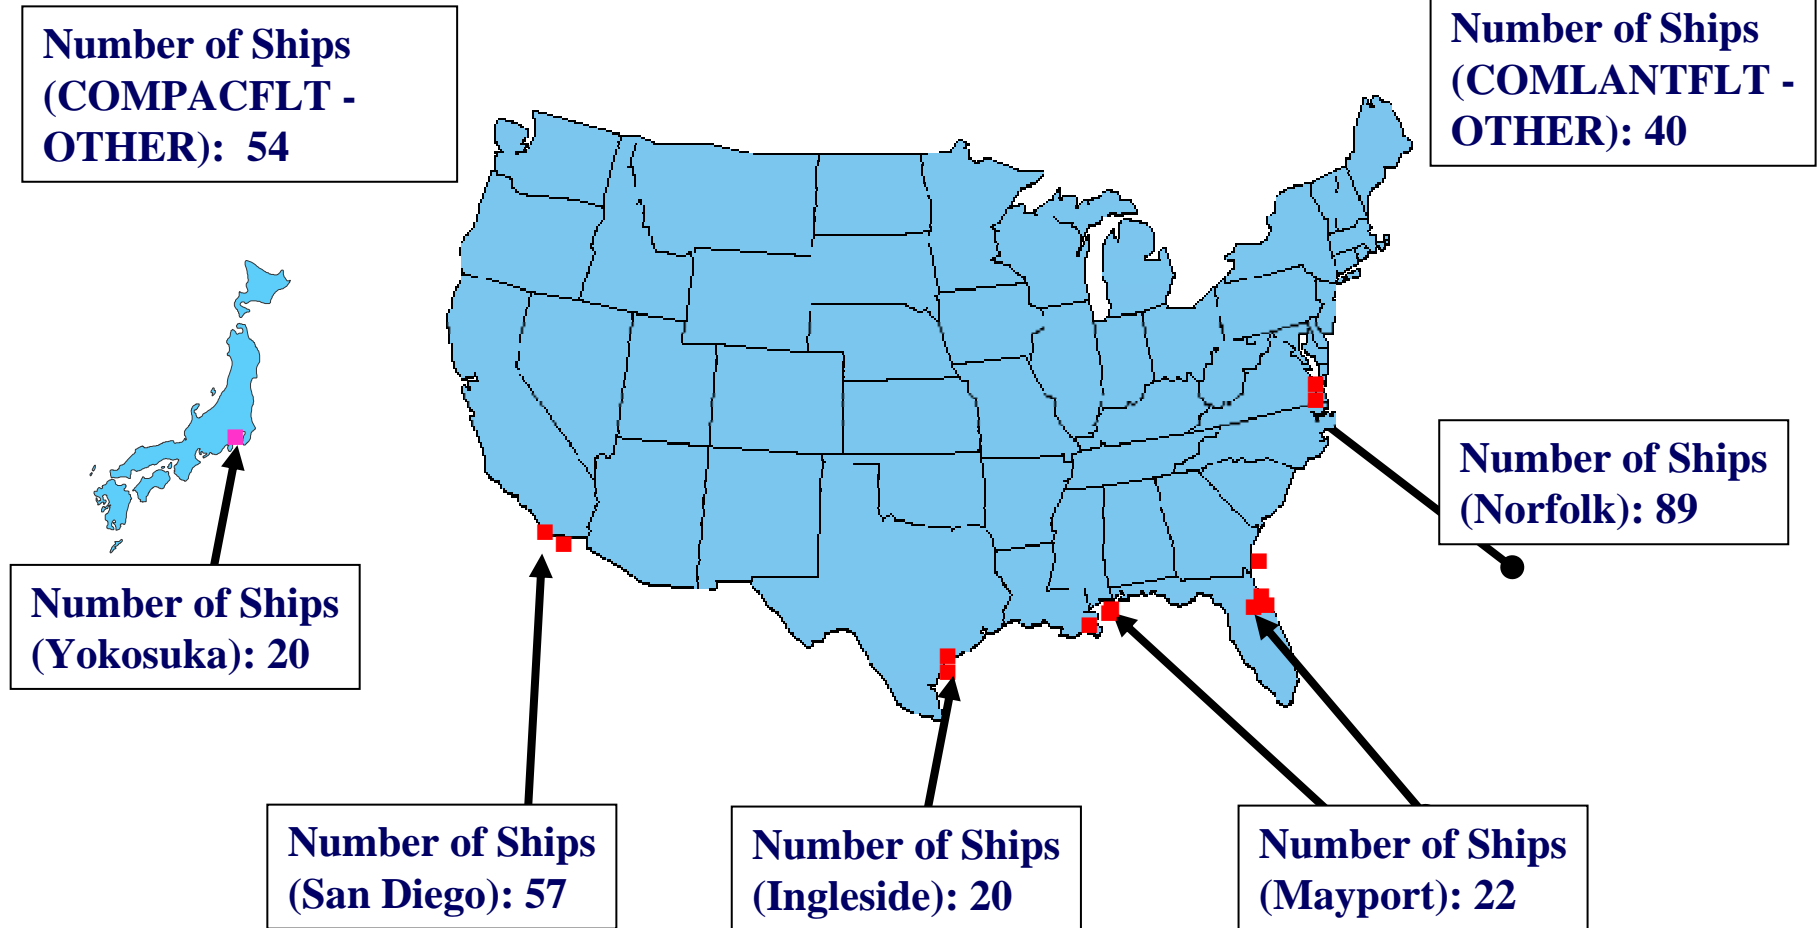 Number of Ships
(COMPACFLT -
OTHER):  54
Number of Ships
(COMLANTFLT -
OTHER): 40
Number of Ships
(Norfolk): 89
Number of Ships
(Yokosuka): 20
Number of Ships
(San Diego): 57
Number of Ships
(Ingleside): 20
Number of Ships
(Mayport): 22